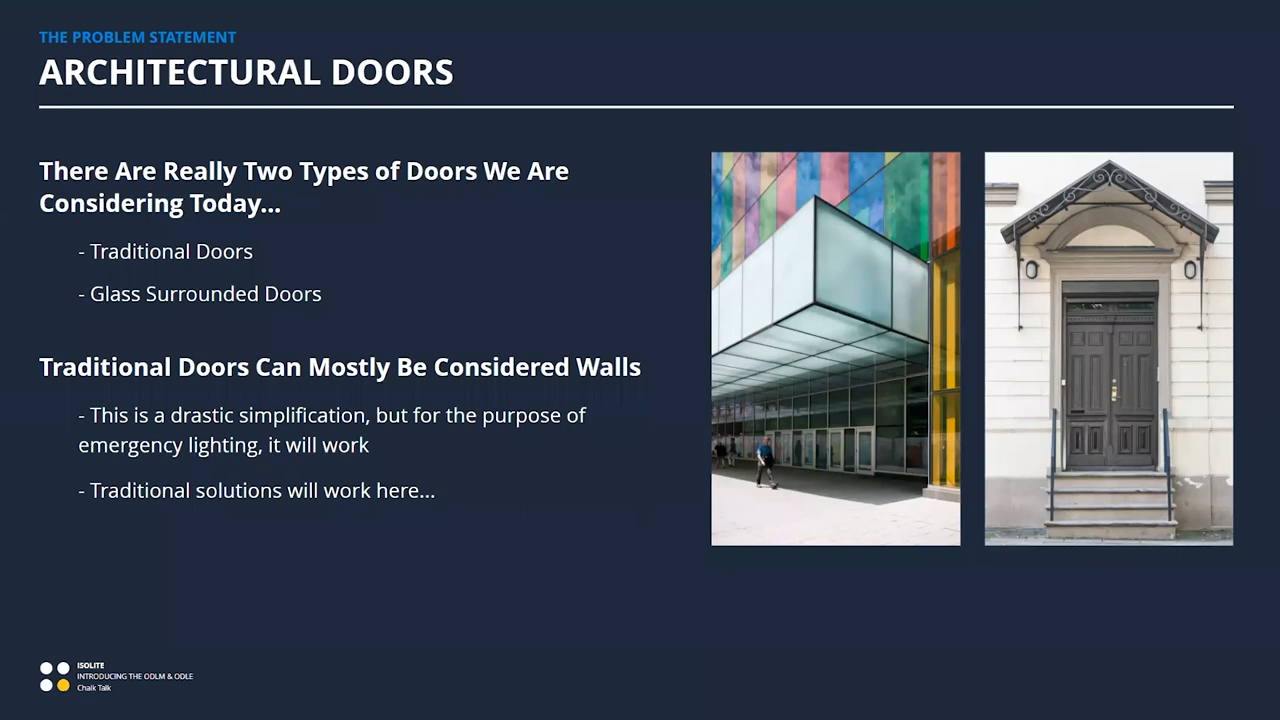 THE PROBLEM STATEMENT
ARCHITECTURAL DOORS
There Are Really Two Types of Doors We Are
Considering Today...
- Traditional Doors
- Glass Surrounded Doors
Traditional Doors Can Mostly Be Considered Walls
- This is a drastic simplification, but for the purpose of
emergency lighting, it will work
- Traditional solutions will work here...
ISOLITE
INTRODUCING THE ODLM & ODLE
Chalk Talk